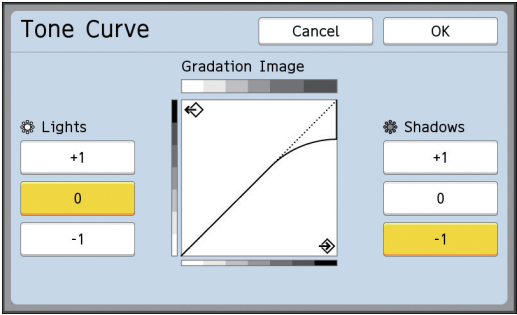 Tone Curve
Cancel
OK
Gradation Image
Lights
+1
0
-1
Shadows
+1
0
-1